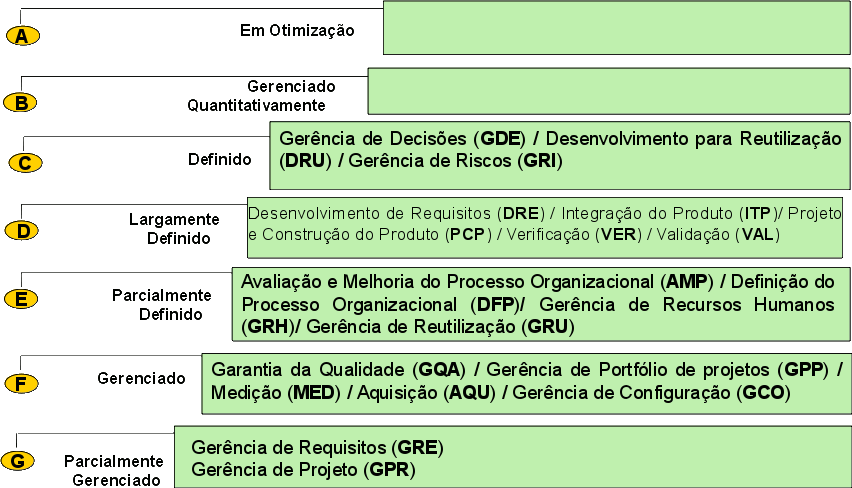 A
Em Otimização
B
Gerenciado
Quantitativamente
C
Definido
Gerência de Decisões (GDE) / Desenvolvimento para Reutilização
(DRU) / Gerência de Riscos (GRI)
D
Largamente
Definido
Desenvolvimento de Requisitos (DRE) / Integração do Produto (ITP)/ Projeto
e Construção do Produto (PCP) / Verificação (VER) / Validação (VAL)
E
Parcialmente
Definido
Avaliação e Melhoria do Processo Organizacional (AMP) / Definição do
Processo Organizacional (DFP)/ Gerência de Recursos Humanos
(GRH)/ Gerência de Reutilização (GRU)
F
Gerenciado
Garantia da Qualidade (GQA) / Gerência de Portfólio de projetos (GPP) /
Medição (MED) / Aquisição (AQU) / Gerência de Configuração (GCO)
G
Parcialmente
Gerenciado
Gerência de Requisitos (GRE)
Gerência de Projeto (GPR)